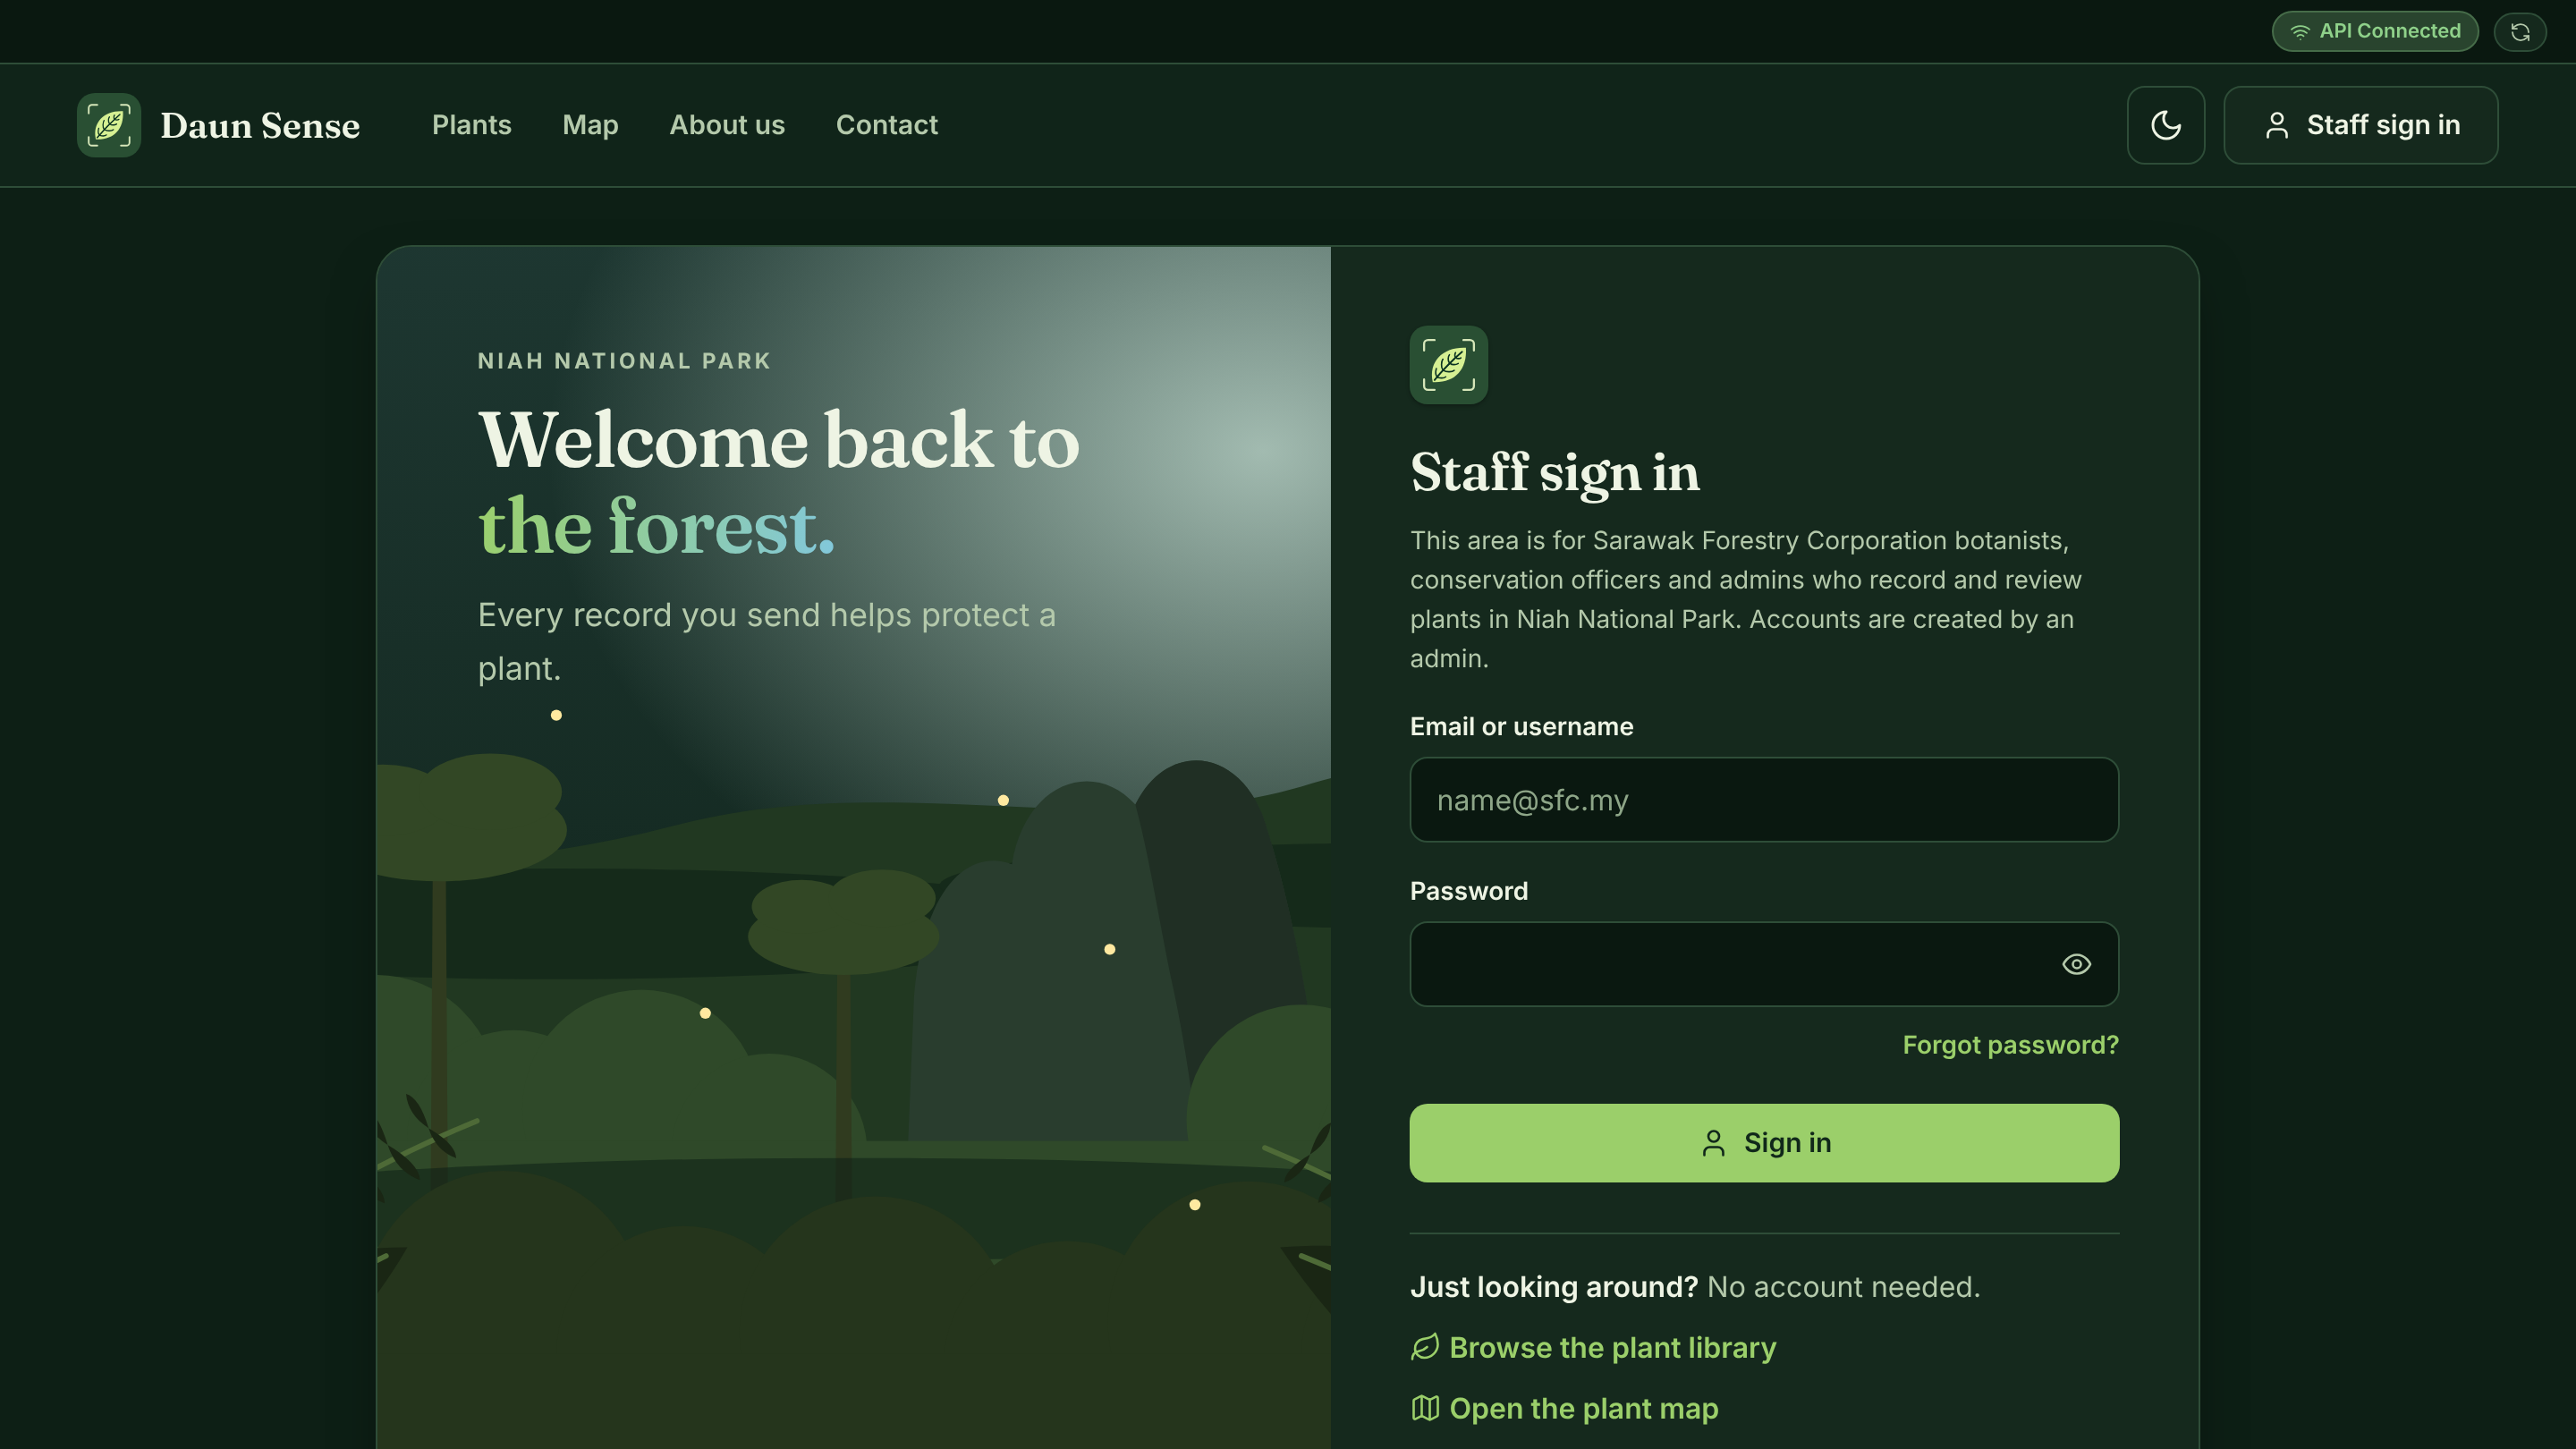 API Connected
Daun Sense
Plants
Map
About us
Contact
Staff sign in
NIAH NATIONAL PARK
Welcome back to
the forest.
Every record you send helps protect a
plant.
Staff sign in
This area is for Sarawak Forestry Corporation botanists,
conservation officers and admins who record and review
plants in Niah National Park. Accounts are created by an
admin.
Email or username
name@sfc.my
Password
Forgot password?
Sign in
Just looking around? No account needed.
Browse the plant library
Open the plant map